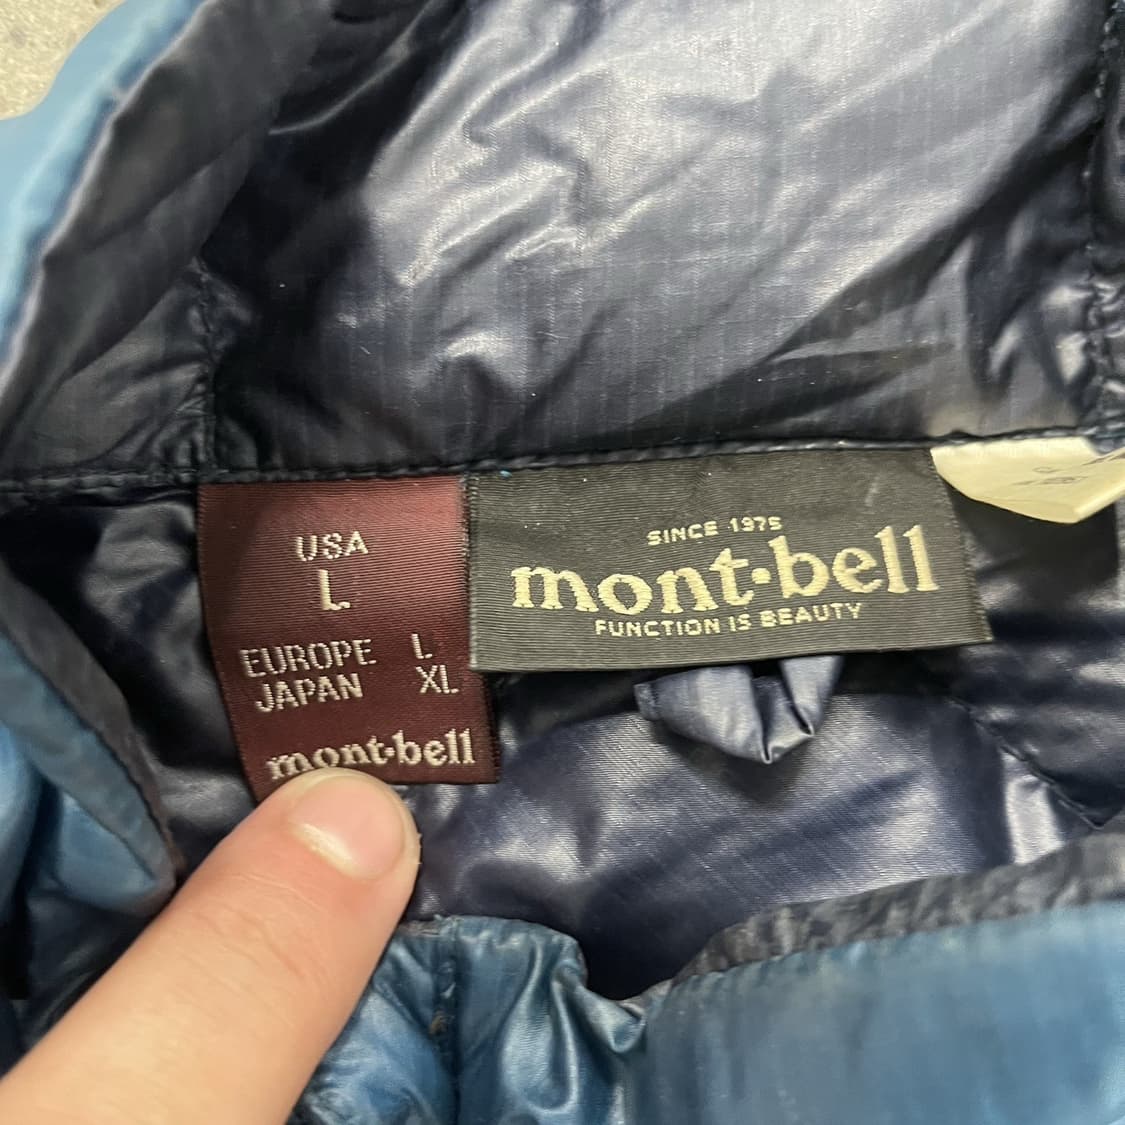 USA
L
EUROPE L
JAPAN XL
mont·bell
SINCE 1975
mont·bell
FUNCTION IS BEAUTY